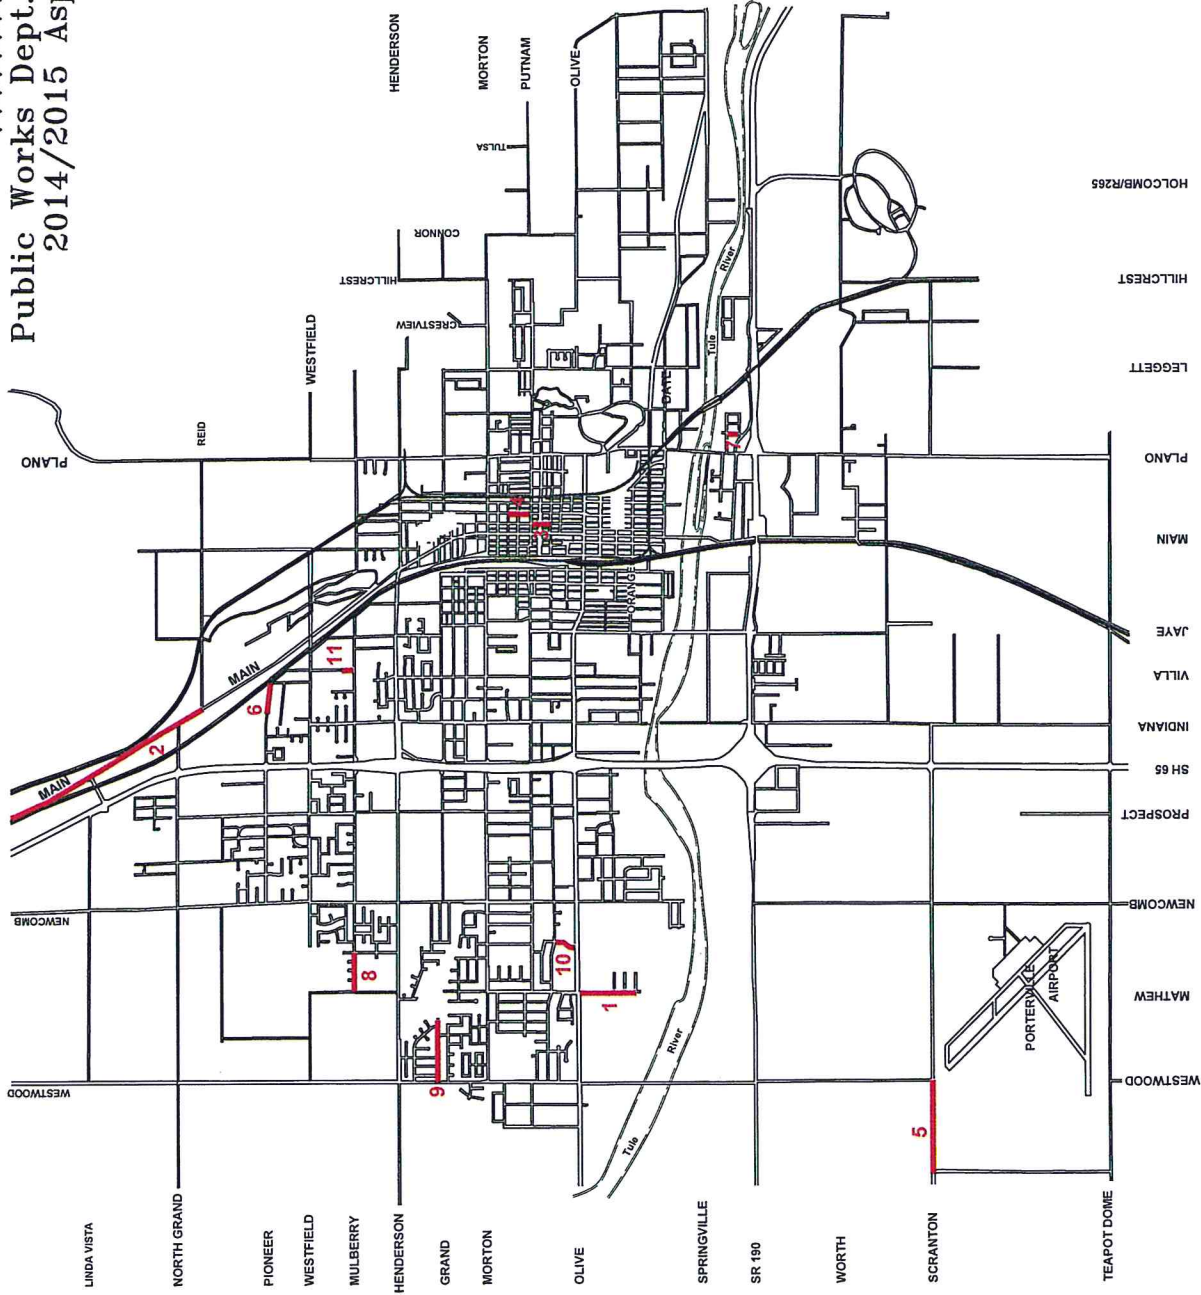 Public Works Dept.
2014/2015 As
PLANO
REID
WESTFIELD
HENDERSON
MORTON
PUTNAM
OLIVE
TULSA
CONNOR
HILLCREST
CRESTVIEW
HOLCOMB/R265
HILLCREST
LEGGETT
PLANO
MAIN
JAYE
VILLA
INDIANA
SH 65
PROSPECT
NEWCOMB
MATHEW
WESTWOOD
River
Tule
DATE
ORANGE
7
4
3
11
MAIN
6
2
MAIN
NEWCOMB
8
10
1
9
River
Tule
5
PORTERVILLE
AIRPORT
WESTWOOD
LINDA VISTA
NORTH GRAND
PIONEER
WESTFIELD
MULBERRY
HENDERSON
GRAND
MORTON
OLIVE
SPRINGVILLE
SR 190
WORTH
SCRANTON
TEAPOT DOME